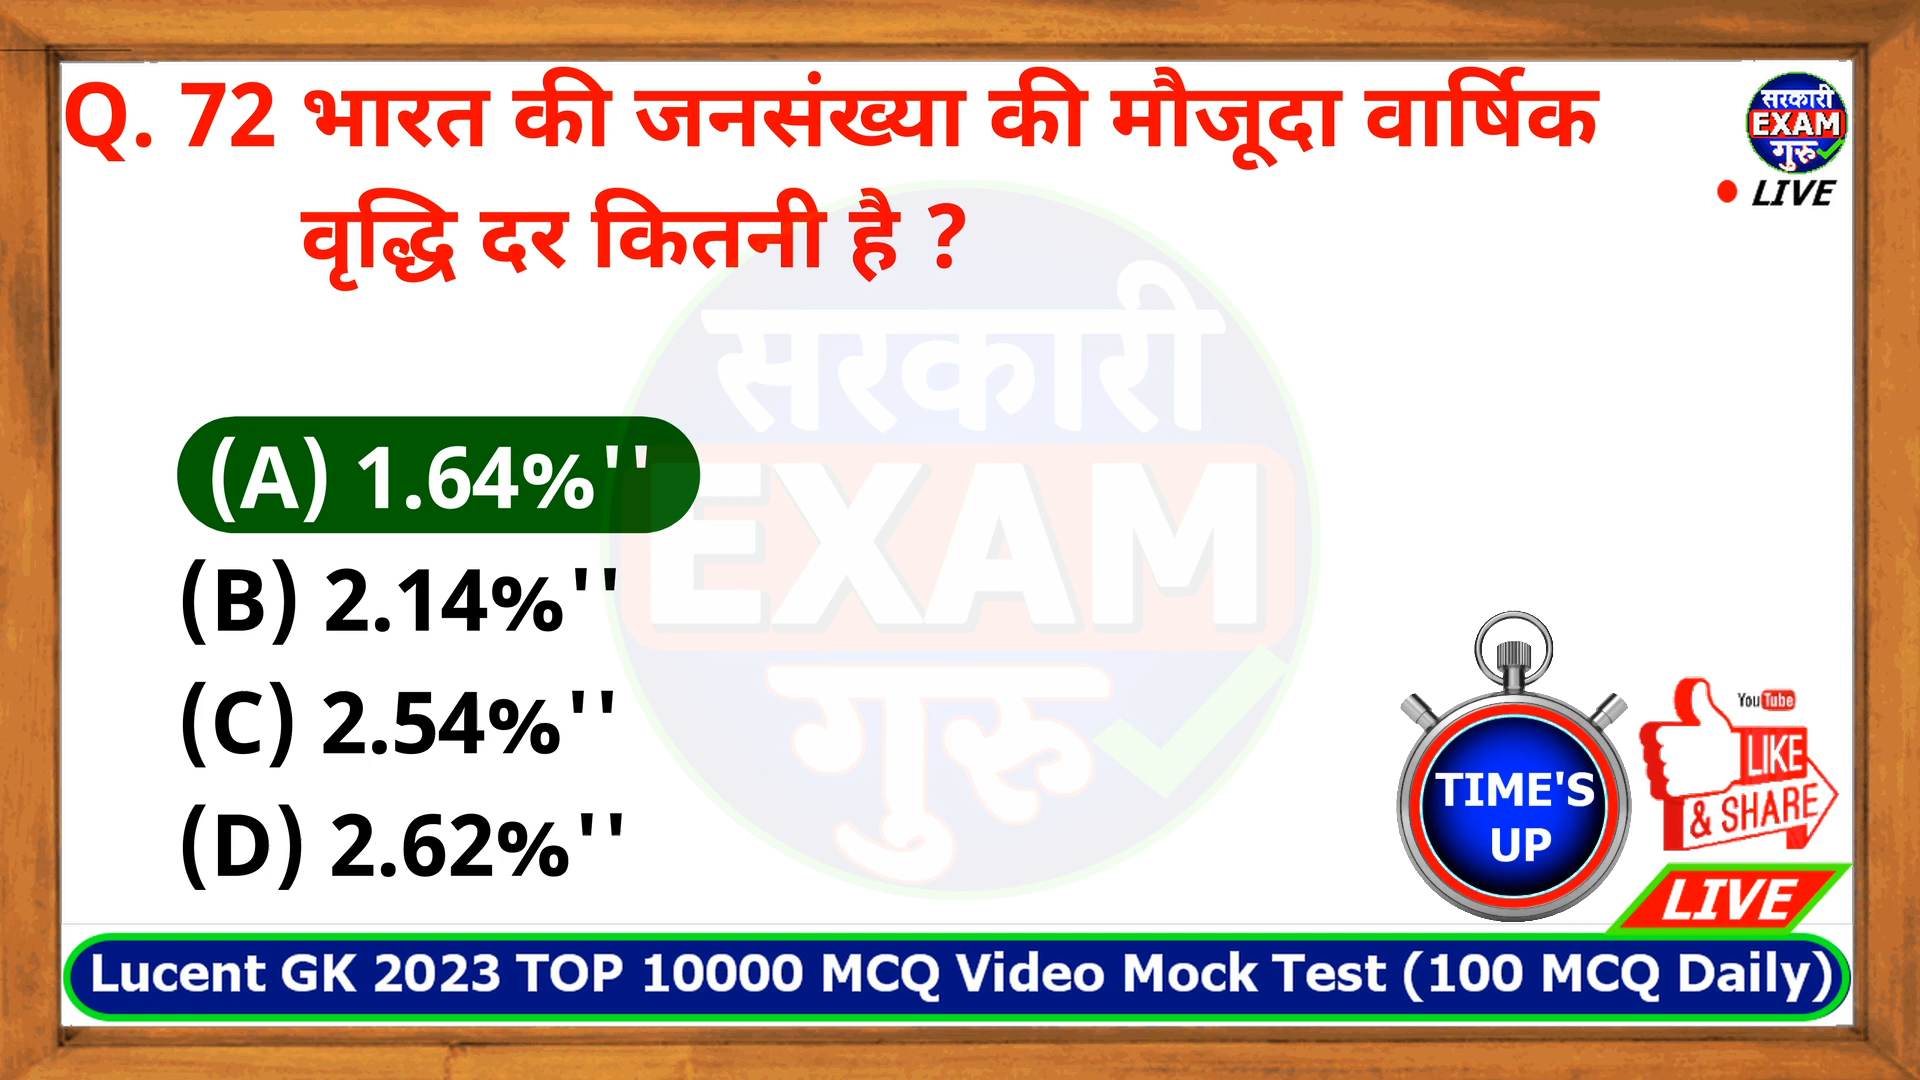 Q. 72 भारत की जनसंख्या की मौजूदा वार्षिक
वृद्धि दर कितनी है ?
सरकारी
EXAM
गुरु
LIVE
सरकारी
EXAM
गुरु
(A) 1.64%''
(B) 2.14%''
(C) 2.54%''
(D) 2.62%''
TIME'S
UP
YouTube
LIKE
& SHARE
LIVE
Lucent GK 2023 TOP 10000 MCQ Video Mock Test (100 MCQ Daily)